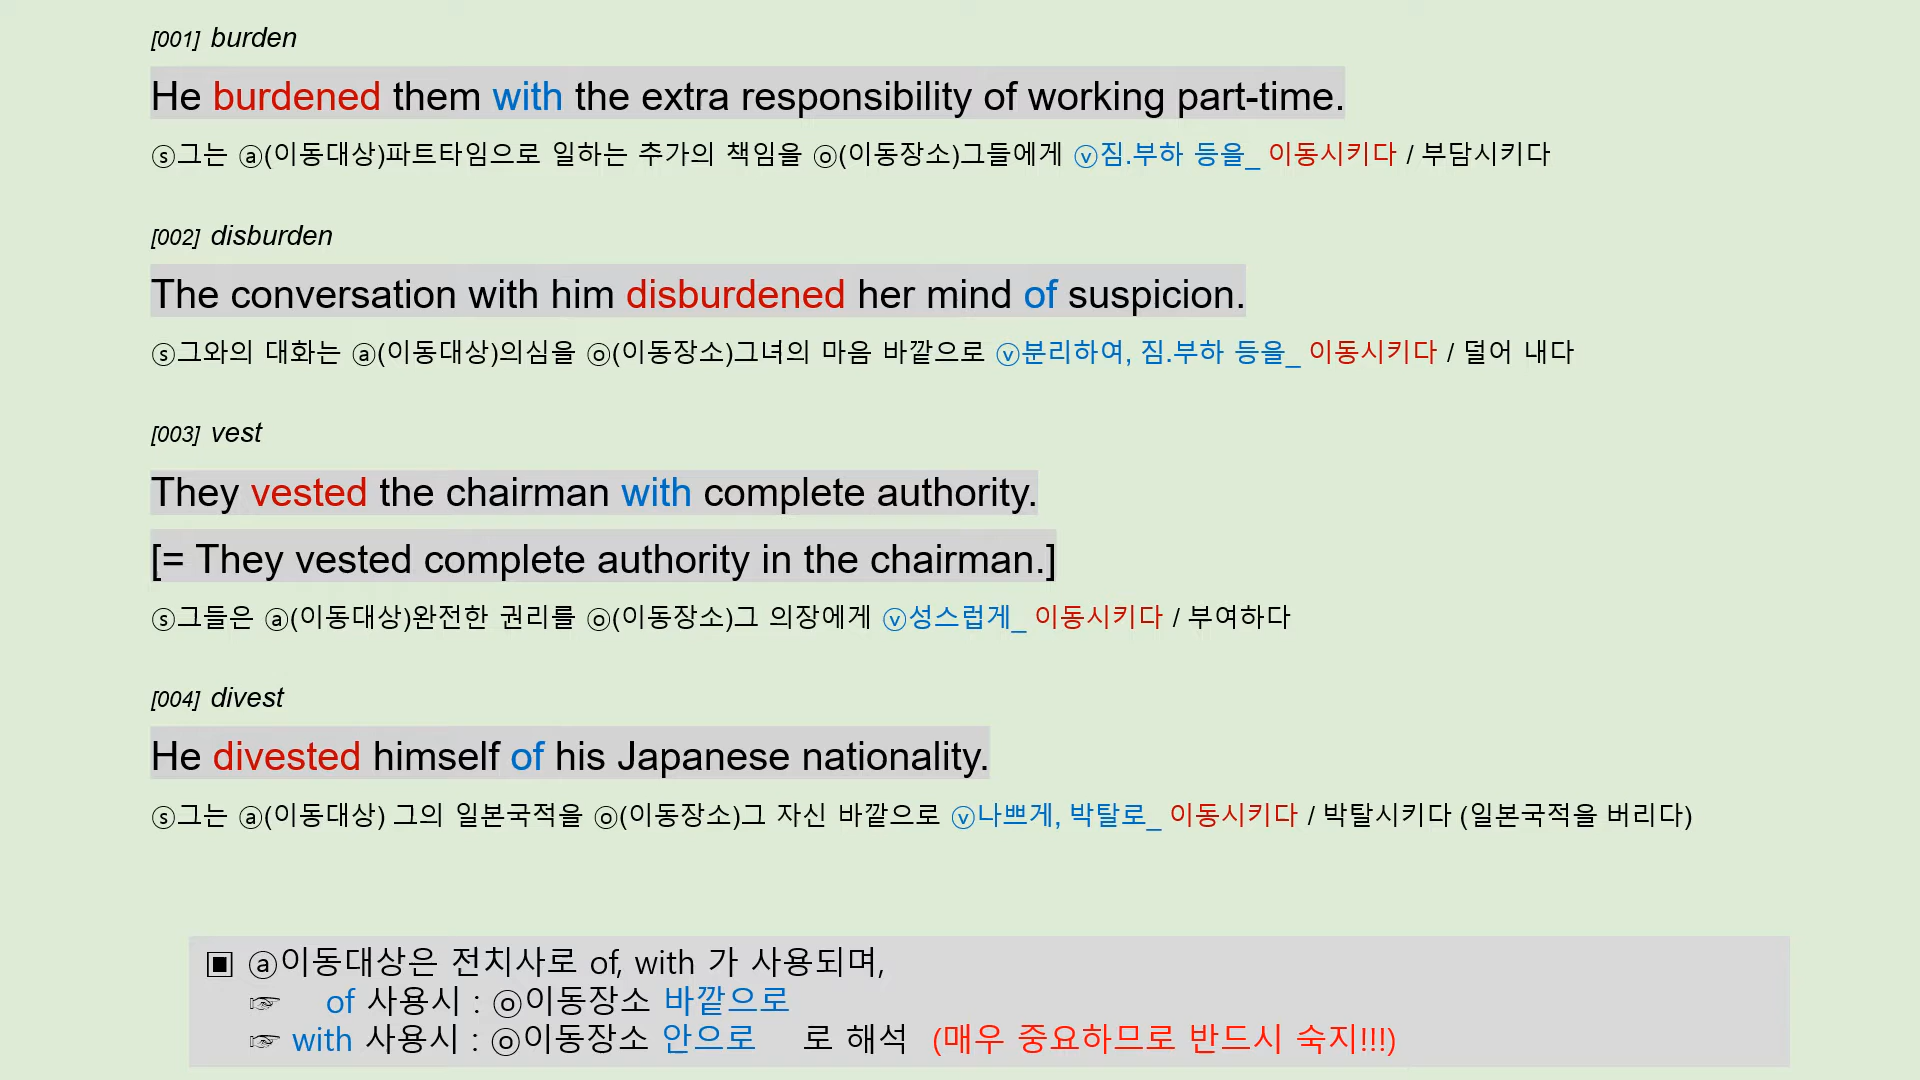 [001] burden
He burdened them with the extra responsibility of working part-time.
ⓢ그는 ⓐ(이동대상)파트타임으로 일하는 추가의 책임을 ⓞ(이동장소)그들에게 ⓥ짐.부하 등을_ 이동시키다 / 부담시키다
[002] disburden
The conversation with him disburdened her mind of suspicion.
ⓢ그와의 대화는 ⓐ(이동대상)의심을 ⓞ(이동장소)그녀의 마음 바깥으로 ⓥ분리하여, 짐.부하 등을_ 이동시키다 / 덜어 내다
[003] vest
They vested the chairman with complete authority.
[= They vested complete authority in the chairman.]
ⓢ그들은 ⓐ(이동대상)완전한 권리를 ⓞ(이동장소)그 의장에게 ⓥ성스럽게_ 이동시키다 / 부여하다
[004] divest
He divested himself of his Japanese nationality.
ⓢ그는 ⓐ(이동대상) 그의 일본국적을 ⓞ(이동장소)그 자신 바깥으로 ⓥ나쁘게, 박탈로_ 이동시키다 / 박탈시키다 (일본국적을 버리다)
▣ ⓐ이동대상은 전치사로 of, with 가 사용되며,
☞ of 사용시 : ⓞ이동장소 바깥으로
☞ with 사용시 : ⓞ이동장소 안으로 로 해석 (매우 중요하므로 반드시 숙지!!!)